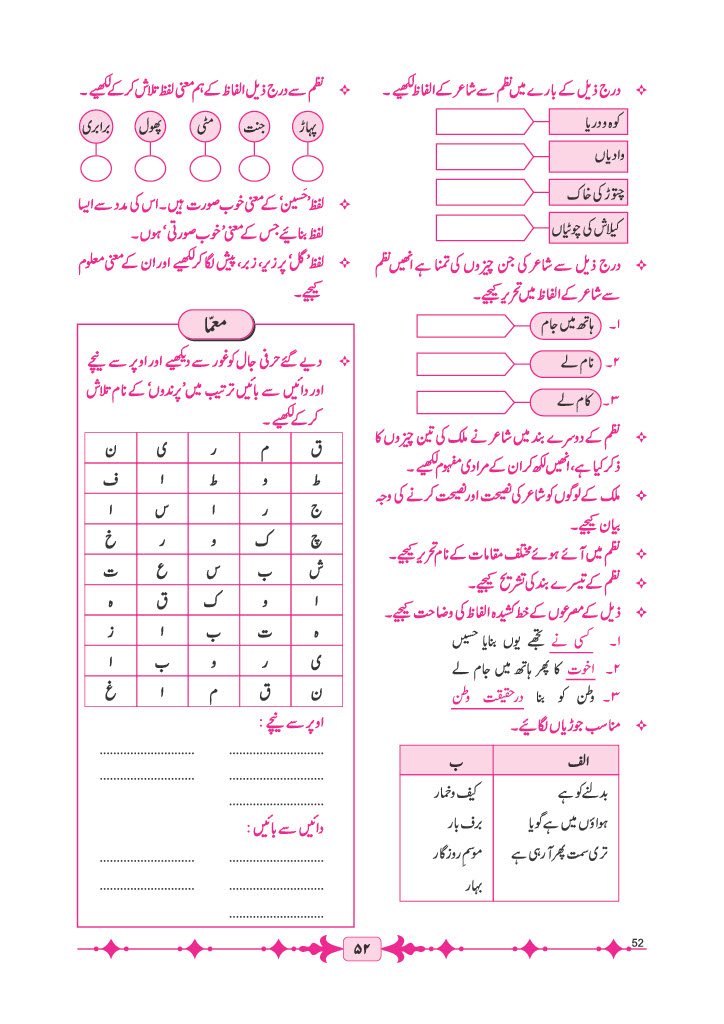 درج ذیل کے بارے میں نظم سے شاعر کے الفاظ لکھیے۔
کوہ و دریا
وادیاں
چتوڑ کی خاک
کیلاش کی چوٹیاں
درج ذیل سے شاعر کی جن چیزوں کی تمنا ہے انھیں نظم
سے شاعر کے الفاظ میں تحریر کیجیے۔
۱۔ ہاتھ میں جام
۲۔ نام لے
۳۔ کام لے
نظم کے دوسرے بند میں شاعر نے ملک کی تین چیزوں کا
ذکر کیا ہے، انھیں لکھ کر ان کے مرادی مفہوم لکھیے۔
ملک کے لوگوں کو شاعر کی نصیحت اور نصیحت کرنے کی وجہ
بیان کیجیے۔
نظم میں آئے ہوئے مختلف مقامات کے نام تحریر کیجیے۔
نظم کے تیسرے بند کی تشریح کیجیے۔
ذیل کے مصرعوں کے خط کشیدہ الفاظ کی وضاحت کیجیے۔
۱۔ کسی نے تجھے یوں بنایا حسیں
۲۔ اخوت کا پھر ہاتھ میں جام لے
۳۔ وطن کو بنا درحقیقت وطن
مناسب جوڑیاں لگائیے۔
الف ب
بدلنے کو ہے کیف و خمار
ہواؤں میں ہے گویا برف بار
تری سمت پھر آرہی ہے موسمِ روزگار
بہار
نظم سے درج ذیل الفاظ کے ہم معنی لفظ تلاش کرکے لکھیے۔
پہاڑ جنت مٹی پھول برابری
لفظ ’حَسین‘ کے معنی خوب صورت ہیں۔ اس کی مدد سے ایسا
لفظ بنائیے جس کے معنی ’خوب صورتی‘ ہوں۔
لفظ ’گل‘ پر زیر، زبر، پیش لگا کر لکھیے اور ان کے معنی معلوم
کیجیے۔
معمّا
دیے گئے حرفی جال کو غور سے دیکھیے اور اوپر سے نیچے
اور دائیں سے بائیں ترتیب میں ’پرندوں‘ کے نام تلاش
کرکے لکھیے۔
ق م ر ی ن
ط و ط ا ف
ج ر ا س ا
چ ک و ر خ
ش ب س ع ت
ا و ک ق ہ
ہ ت ب ا ز
ی ر و ب ا
ن ق م ا غ
اوپر سے نیچے :
دائیں سے بائیں :
۵۲
52